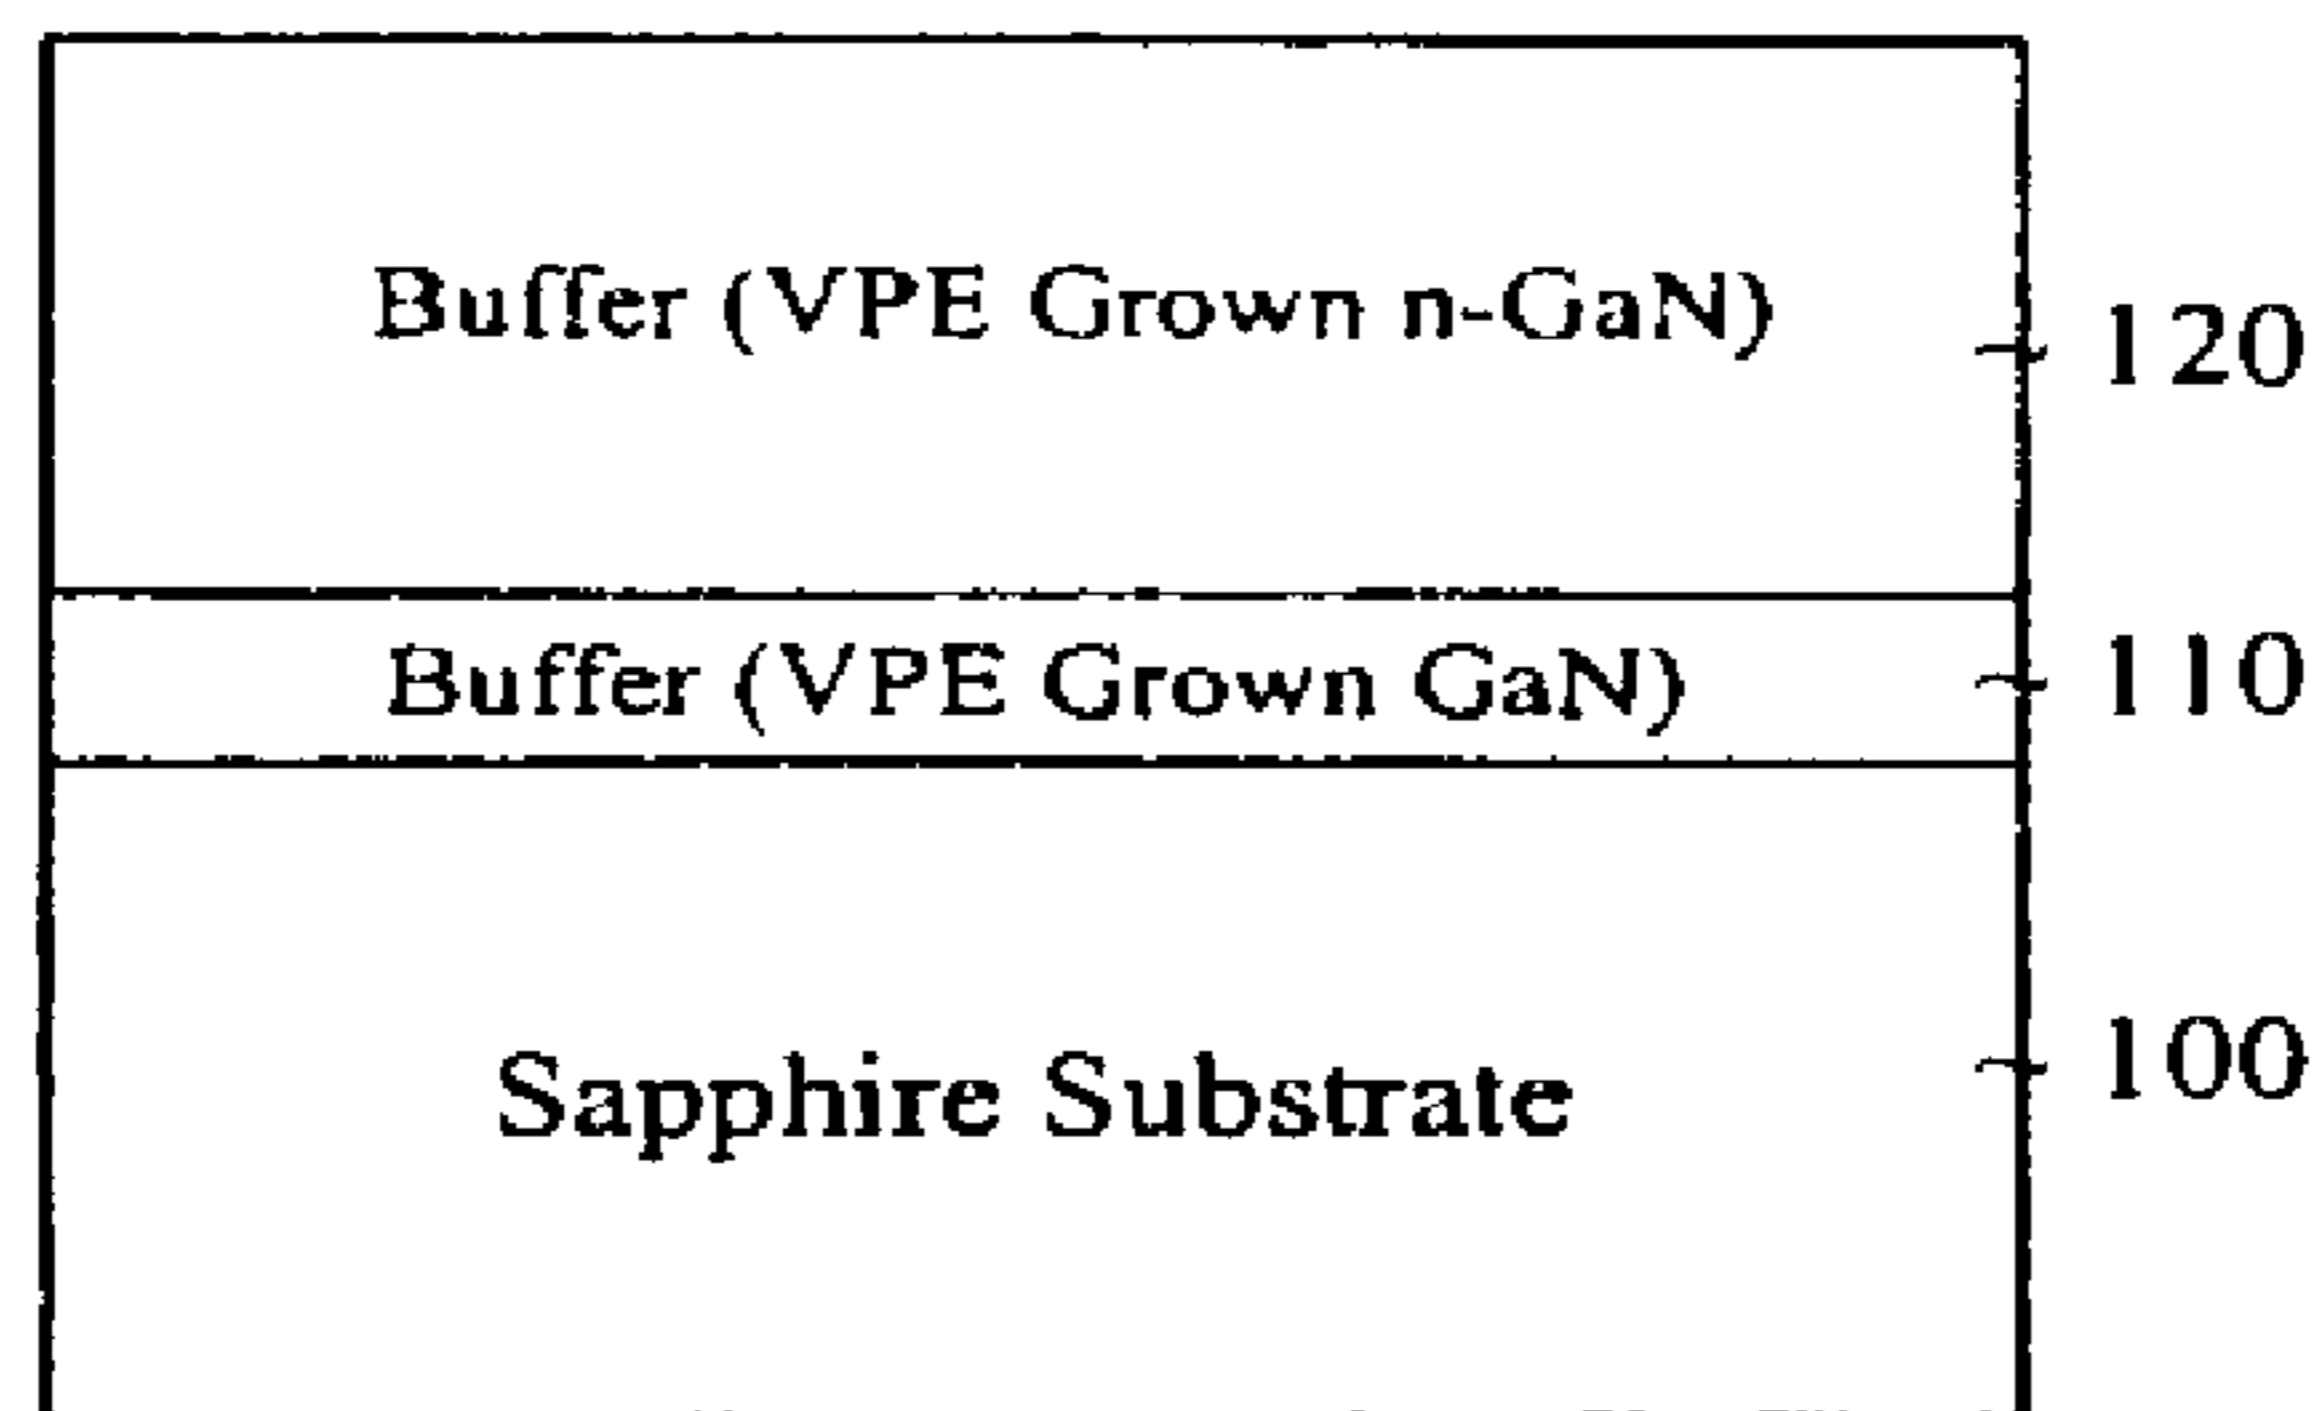 Buffer (VPE Grown n-GaN)
120
Buffer (VPE Grown GaN)
110
Sapphire Substrate
100